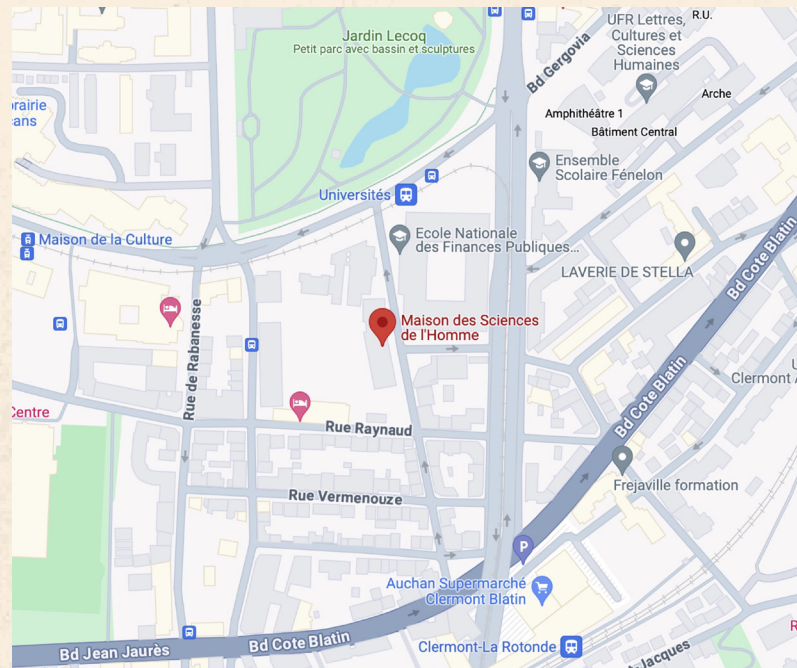 Jardin Lecoq
Petit parc avec bassin et sculptures
Bd Gergovia
UFR Lettres,
Cultures et
Sciences
Humaines
R.U.
Arche
Amphithéâtre 1
Bâtiment Central
Ensemble
Scolaire Fénelon
Universités
Maison de la Culture
Ecole Nationale
des Finances Publiques...
LAVERIE DE STELLA
Bd Cote Blatin
Rue de Rabanesse
Maison des Sciences
de l'Homme
Clermont
Bd Cote Blatin
Centre
Rue Raynaud
Rue Vermenouze
Frejaville formation
P
Auchan Supermarché
Clermont Blatin
Bd Jean Jaurès
Bd Cote Blatin
Clermont-La Rotonde
Jacques